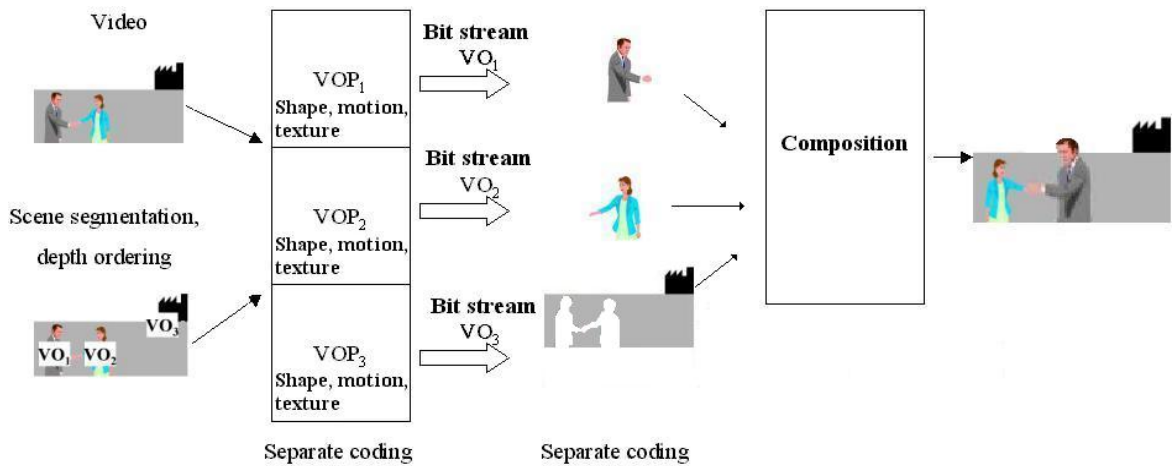 Video
Scene segmentation,
depth ordering
VO₁
VO₂
VO₃
VOP₁
Shape, motion,
texture
VOP₂
Shape, motion,
texture
VOP₃
Shape, motion,
texture
Separate coding
Bit stream
VO₁
Bit stream
VO₂
Bit stream
VO₃
Separate coding
Composition